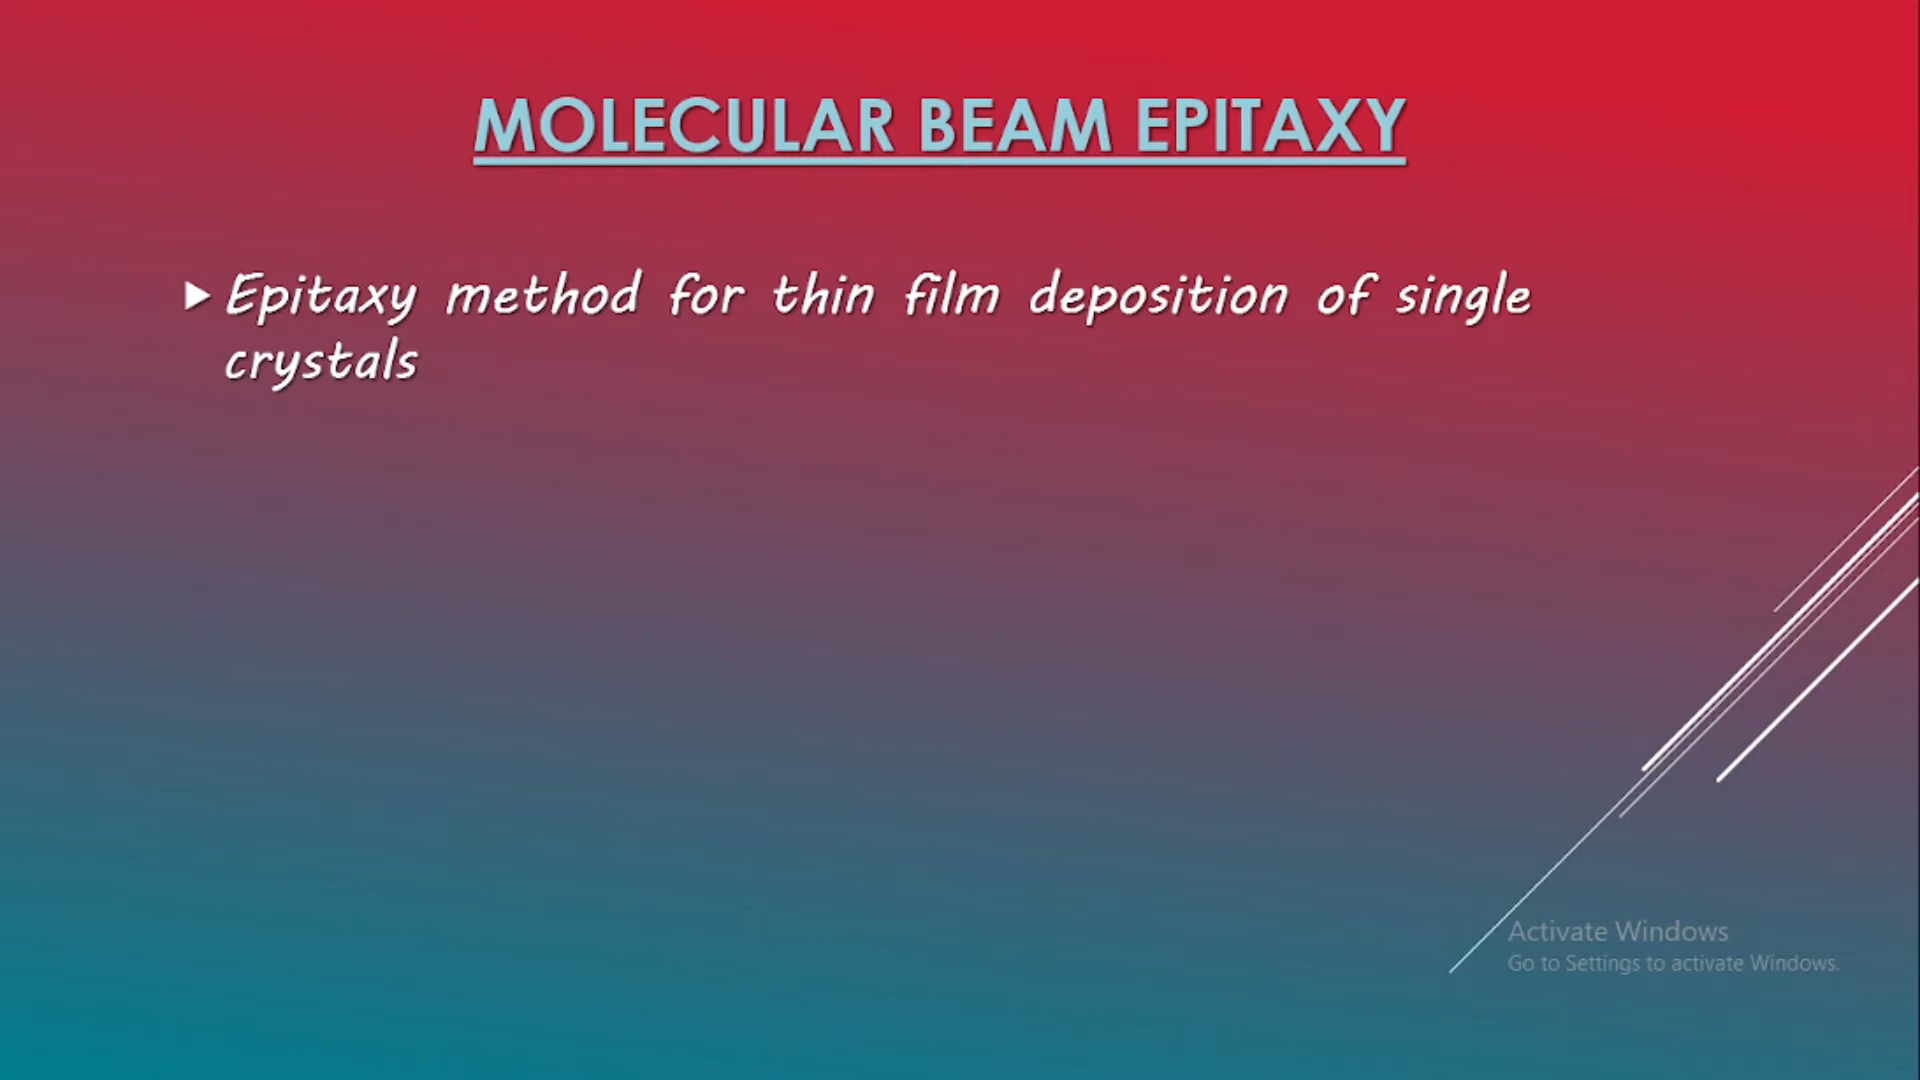 MOLECULAR BEAM EPITAXY
Epitaxy method for thin film deposition of single
crystals
Activate Windows
Go to Settings to activate Windows.